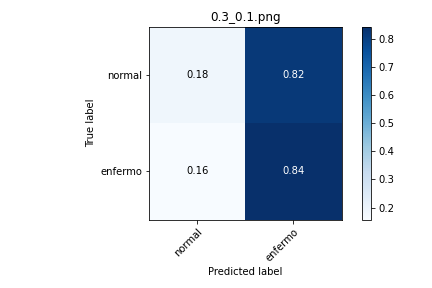 0.3_0.1.png
normal
0.18
0.82
enfermo
0.16
0.84
True label
normal
enfermo
Predicted label
0.8
0.7
0.6
0.5
0.4
0.3
0.2